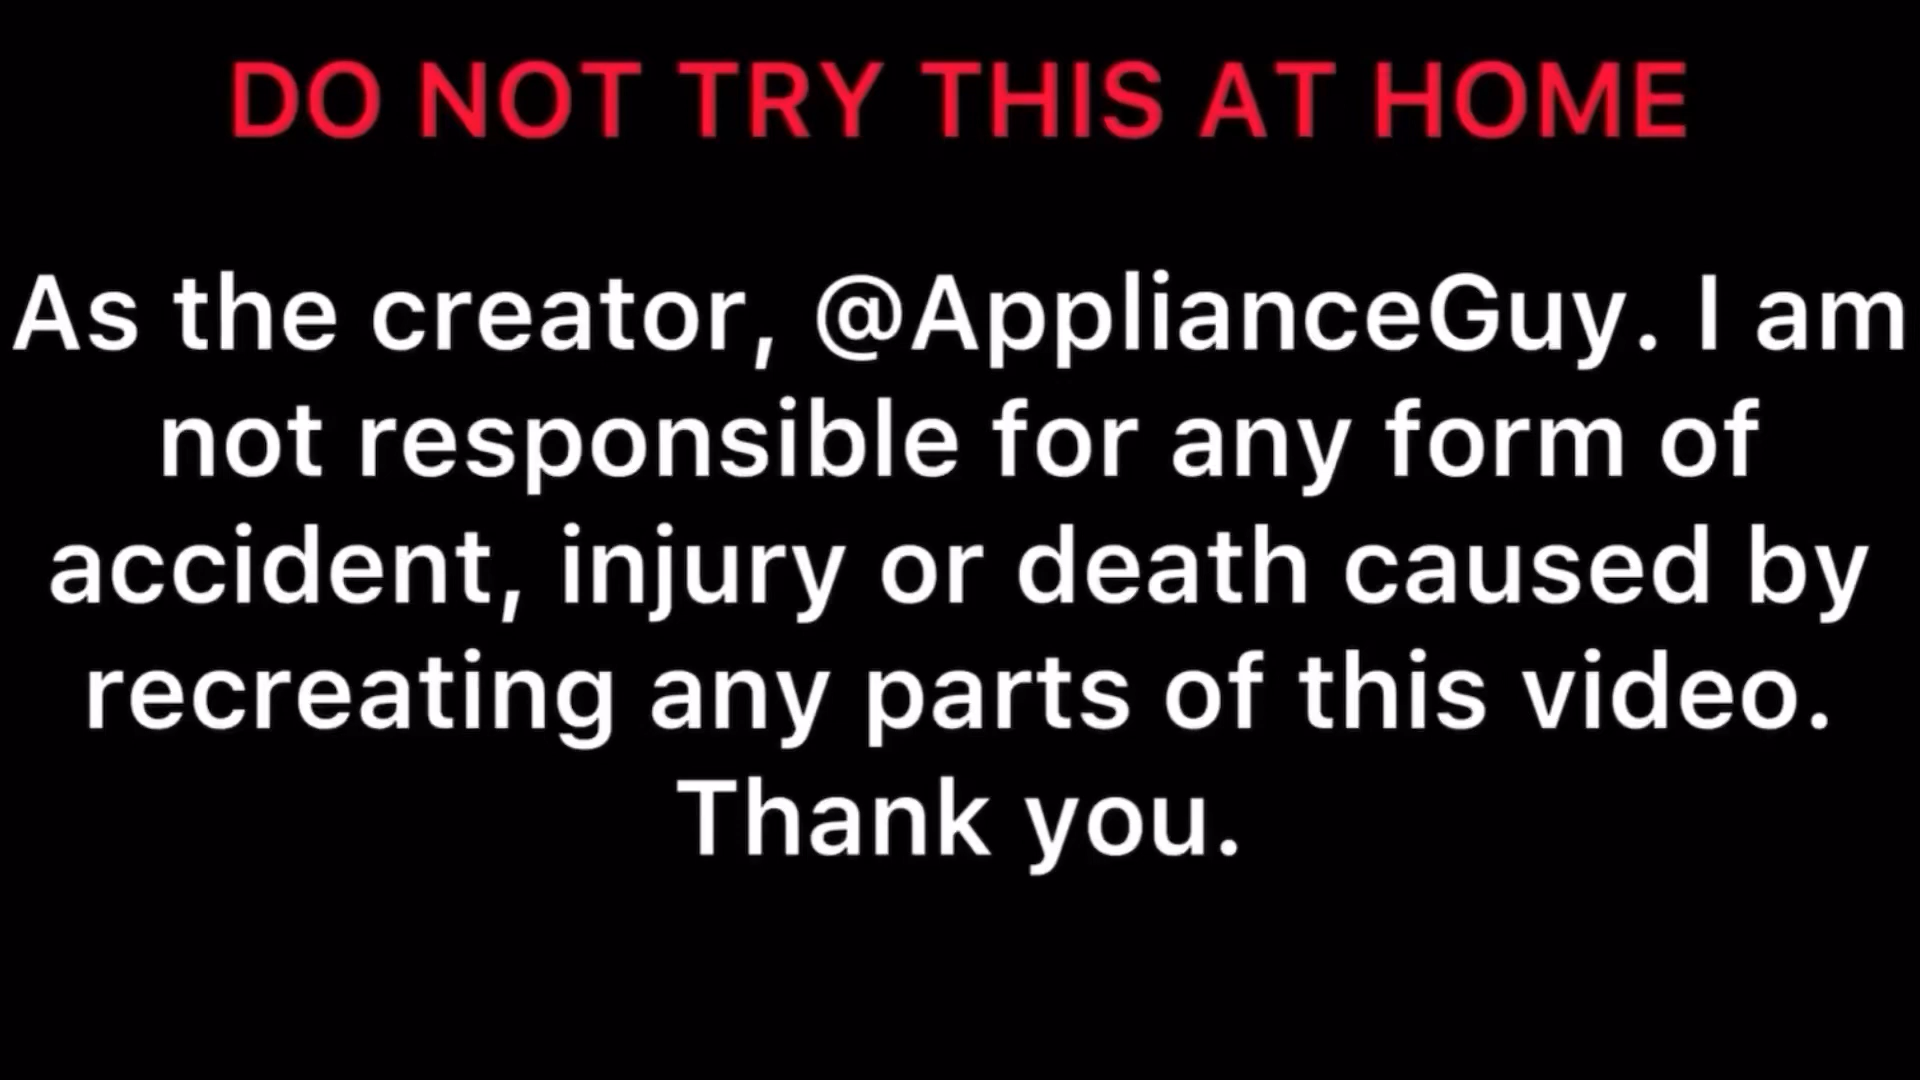 DO NOT TRY THIS AT HOME
As the creator, @ApplianceGuy. I am
not responsible for any form of
accident, injury or death caused by
recreating any parts of this video.
Thank you.